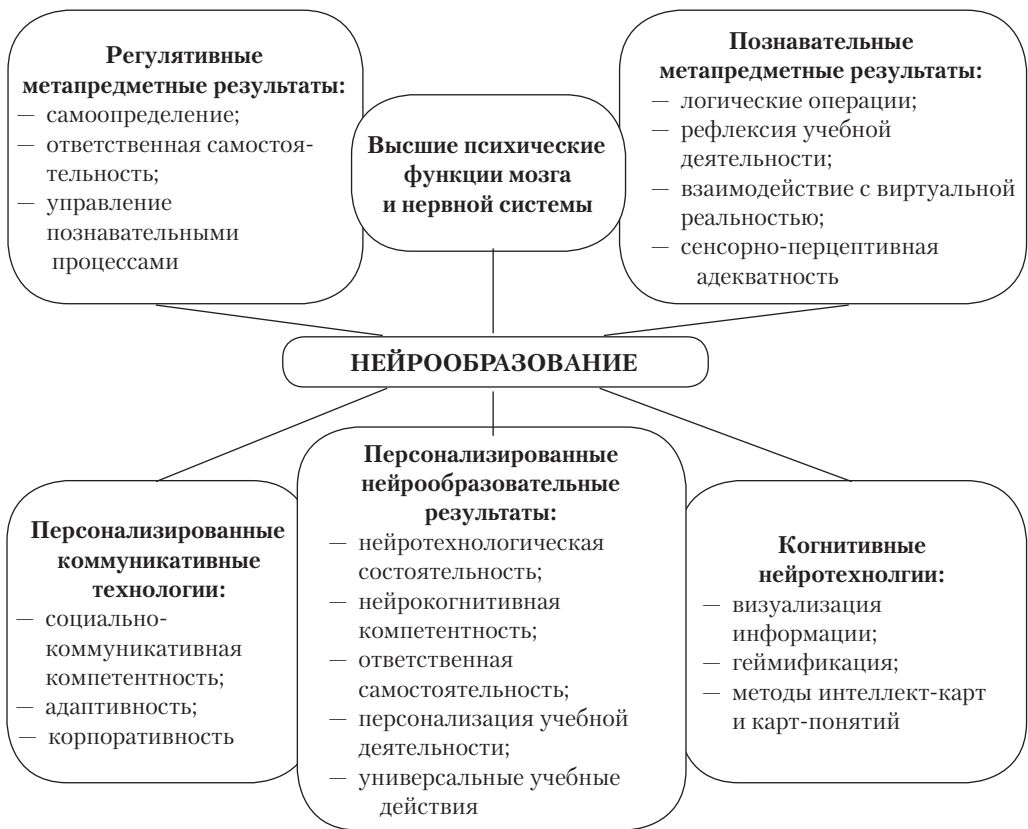 Регулятивные
метапредметные результаты:
— самоопределение;
— ответственная самостоя-
тельность;
— управление
познавательными
процессами
Высшие психические
функции мозга
и нервной системы
Познавательные
метапредметные результаты:
— логические операции;
— рефлексия учебной
деятельности;
— взаимодействие с виртуальной
реальностью;
— сенсорно-перцептивная
адекватность
НЕЙРООБРАЗОВАНИЕ
Персонализированные
коммуникативные
технологии:
— социально-
коммуникативная
компетентность;
— адаптивность;
— корпоративность
Персонализированные
нейрообразовательные
результаты:
— нейротехнологическая
состоятельность;
— нейрокогнитивная
компетентность;
— ответственная
самостоятельность;
— персонализация учебной
деятельности;
— универсальные учебные
действия
Когнитивные
нейротехнолгии:
— визуализация
информации;
— геймификация;
— методы интеллект-карт
и карт-понятий